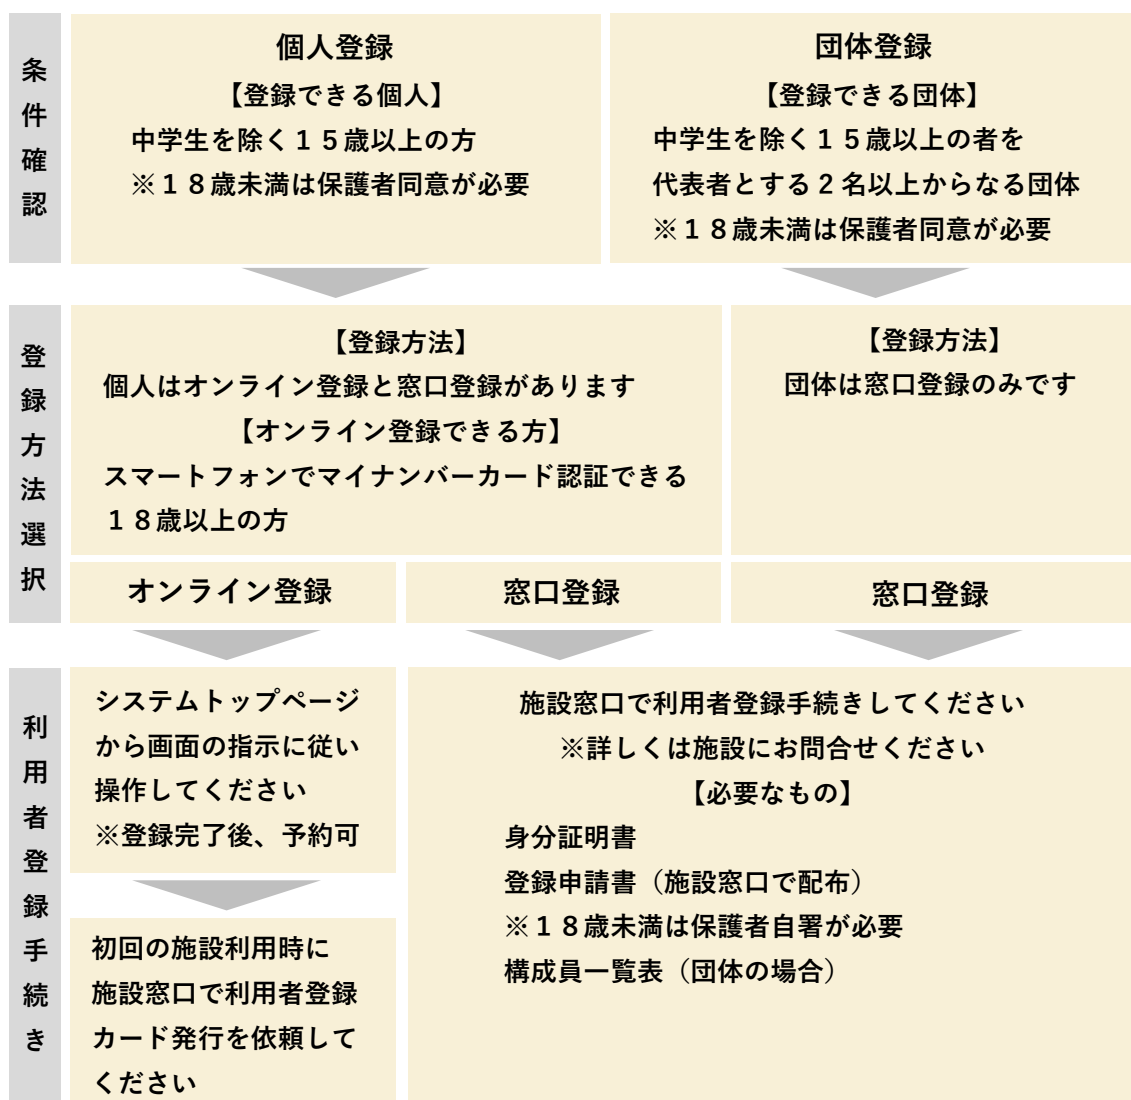 条件確認
個人登録
【登録できる個人】
中学生を除く１５歳以上の方
※１８歳未満は保護者同意が必要
団体登録
【登録できる団体】
中学生を除く１５歳以上の者を
代表者とする２名以上からなる団体
※１８歳未満は保護者同意が必要
登録方法選択
【登録方法】
個人はオンライン登録と窓口登録があります
【オンライン登録できる方】
スマートフォンでマイナンバーカード認証できる
１８歳以上の方
【登録方法】
団体は窓口登録のみです
オンライン登録
窓口登録
窓口登録
利用者登録手続き
システムトップページ
から画面の指示に従い
操作してください
※登録完了後、予約可
初回の施設利用時に
施設窓口で利用者登録
カード発行を依頼して
ください
施設窓口で利用者登録手続きしてください
※詳しくは施設にお問合せください
【必要なもの】
身分証明書
登録申請書（施設窓口で配布）
※１８歳未満は保護者自署が必要
構成員一覧表（団体の場合）